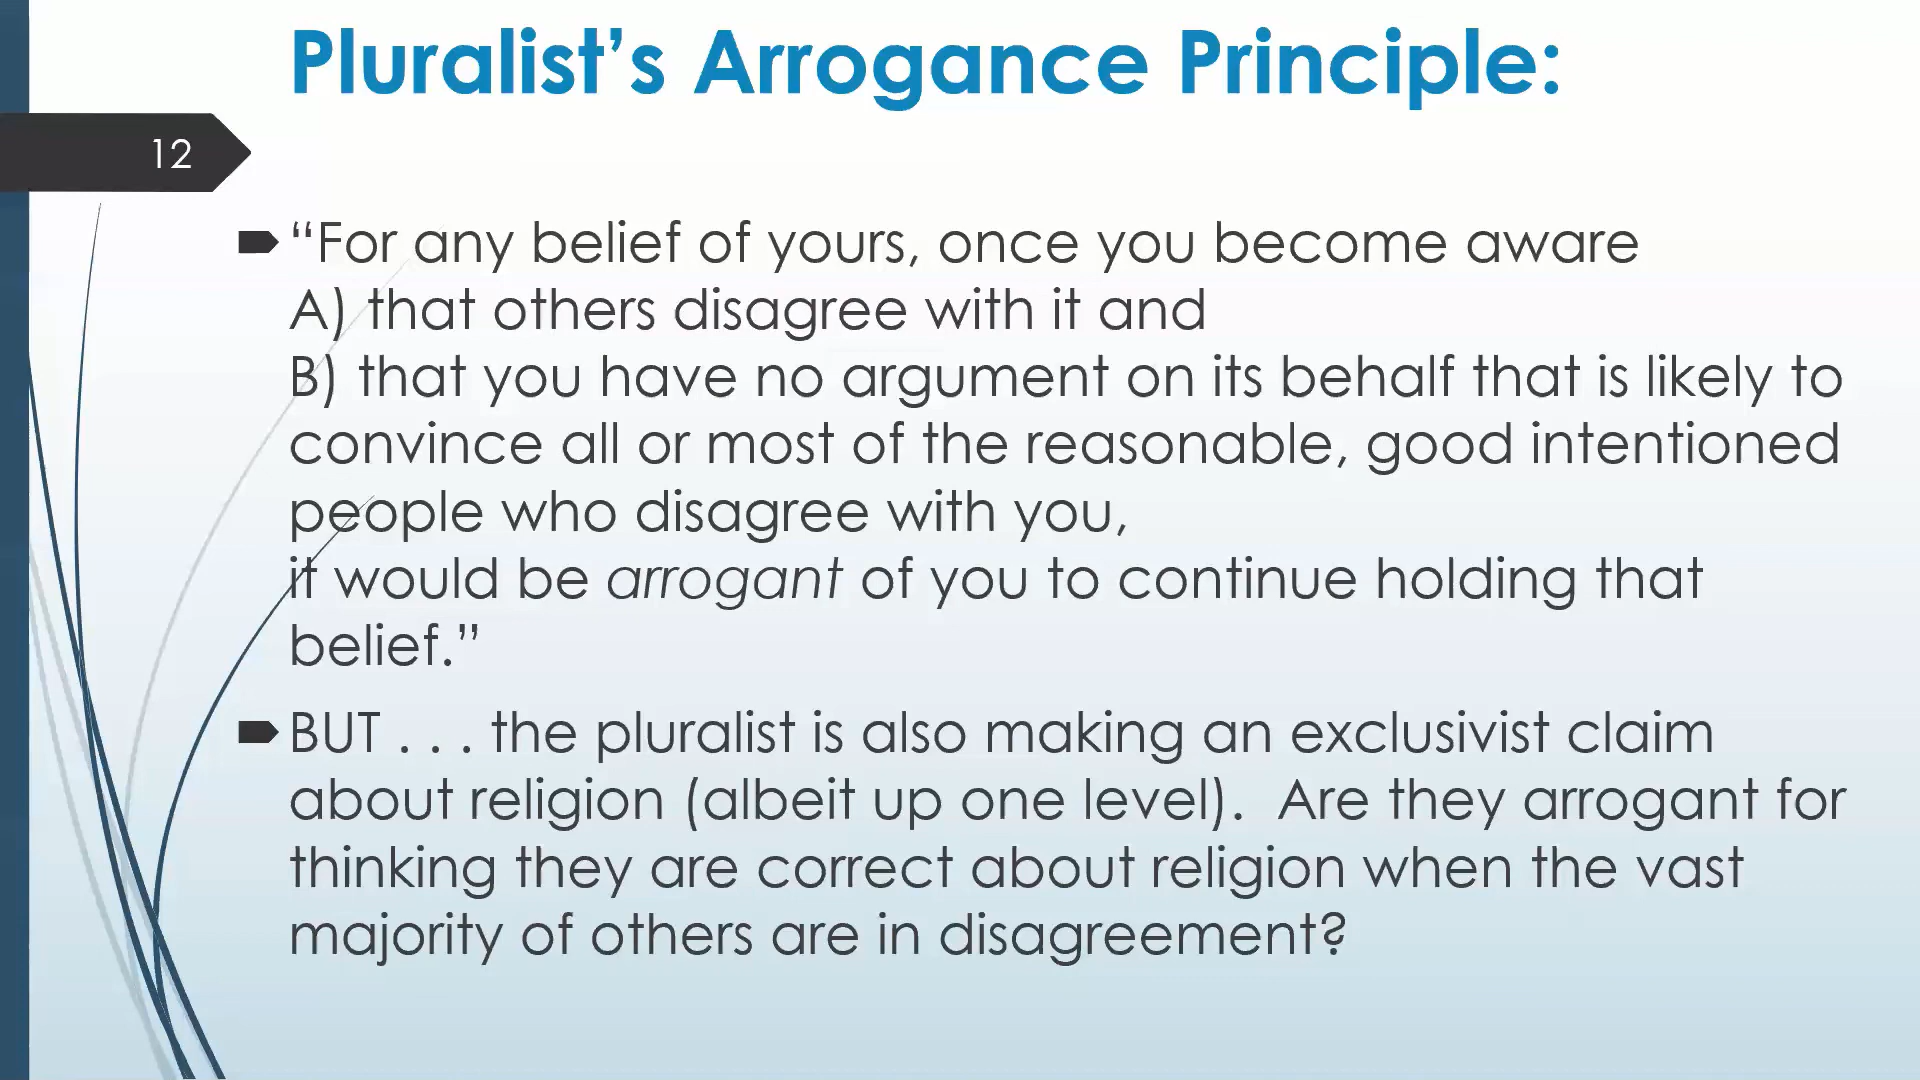 Pluralist’s Arrogance Principle:
12
“For any belief of yours, once you become aware
A) that others disagree with it and
B) that you have no argument on its behalf that is likely to
convince all or most of the reasonable, good intentioned
people who disagree with you,
it would be arrogant of you to continue holding that
belief.”
BUT . . . the pluralist is also making an exclusivist claim
about religion (albeit up one level).  Are they arrogant for
thinking they are correct about religion when the vast
majority of others are in disagreement?